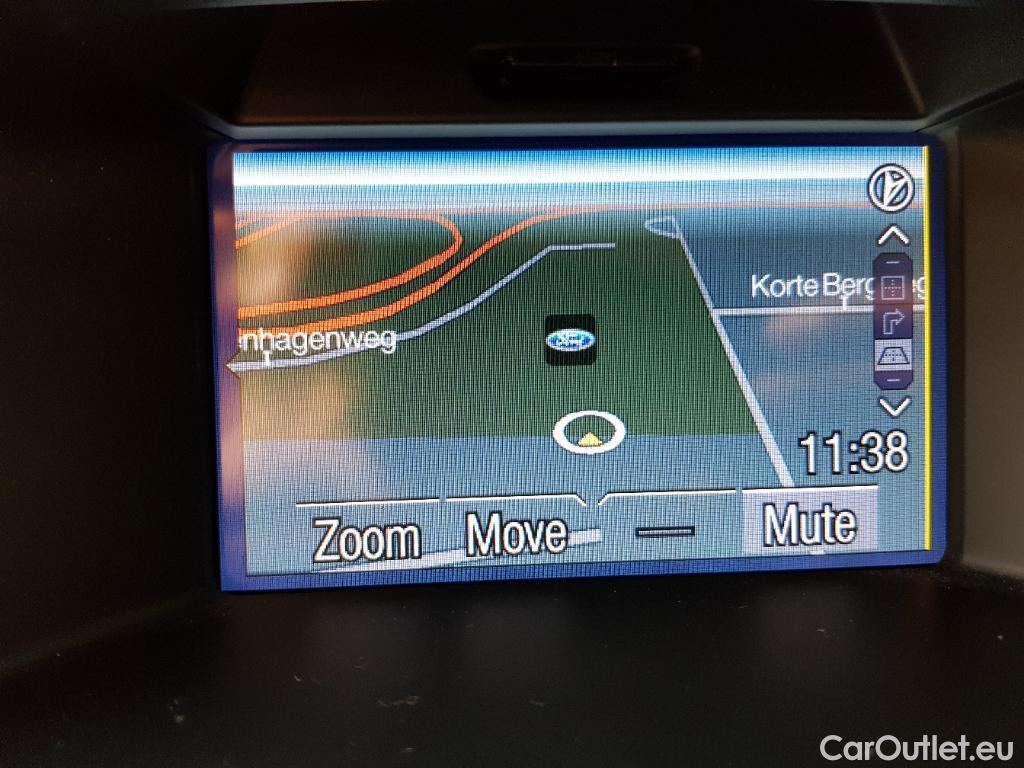 Korte Berg
nhagenweg
11:38
Zoom Move Mute
CarOutlet.eu